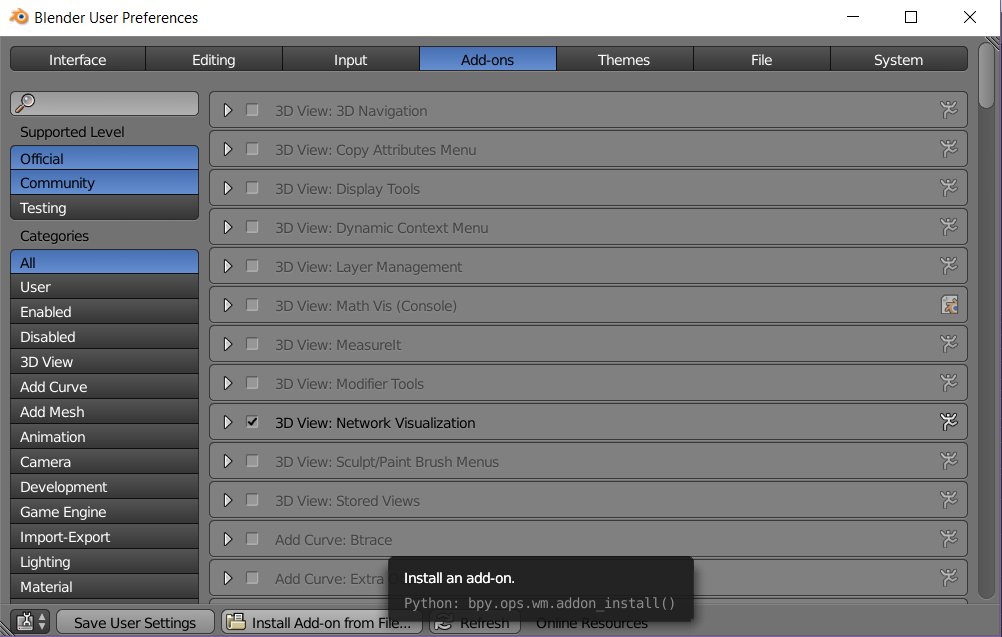 Blender User Preferences
Interface Editing Input Add-ons Themes File System
Supported Level
Official
Community
Testing
Categories
All
User
Enabled
Disabled
3D View
Add Curve
Add Mesh
Animation
Camera
Development
Game Engine
Import-Export
Lighting
Material
3D View: 3D Navigation
3D View: Copy Attributes Menu
3D View: Display Tools
3D View: Dynamic Context Menu
3D View: Layer Management
3D View: Math Vis (Console)
3D View: MeasureIt
3D View: Modifier Tools
3D View: Network Visualization
3D View: Sculpt/Paint Brush Menus
3D View: Stored Views
Add Curve: Btrace
Add Curve: Extra
Install an add-on.
Python: bpy.ops.wm.addon_install()
Save User Settings Install Add-on from File... Refresh Online Resources